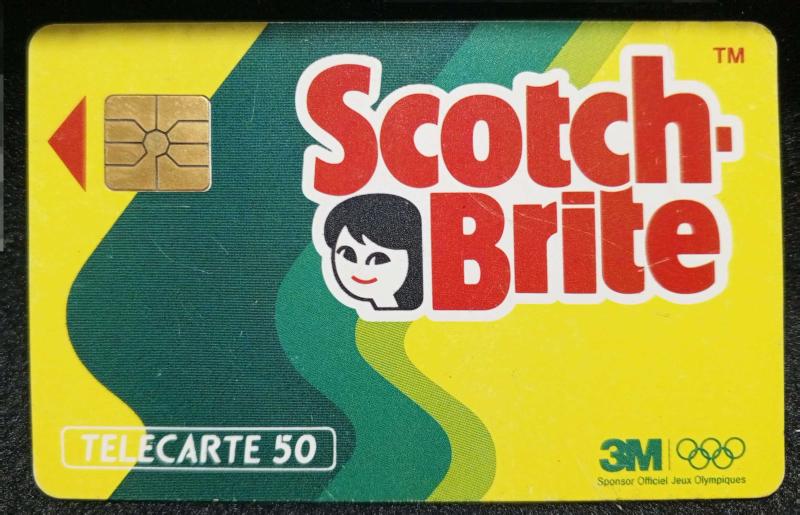 TM
Scotch-
Brite
TELECARTE 50
3M
Sponsor Officiel Jeux Olympiques